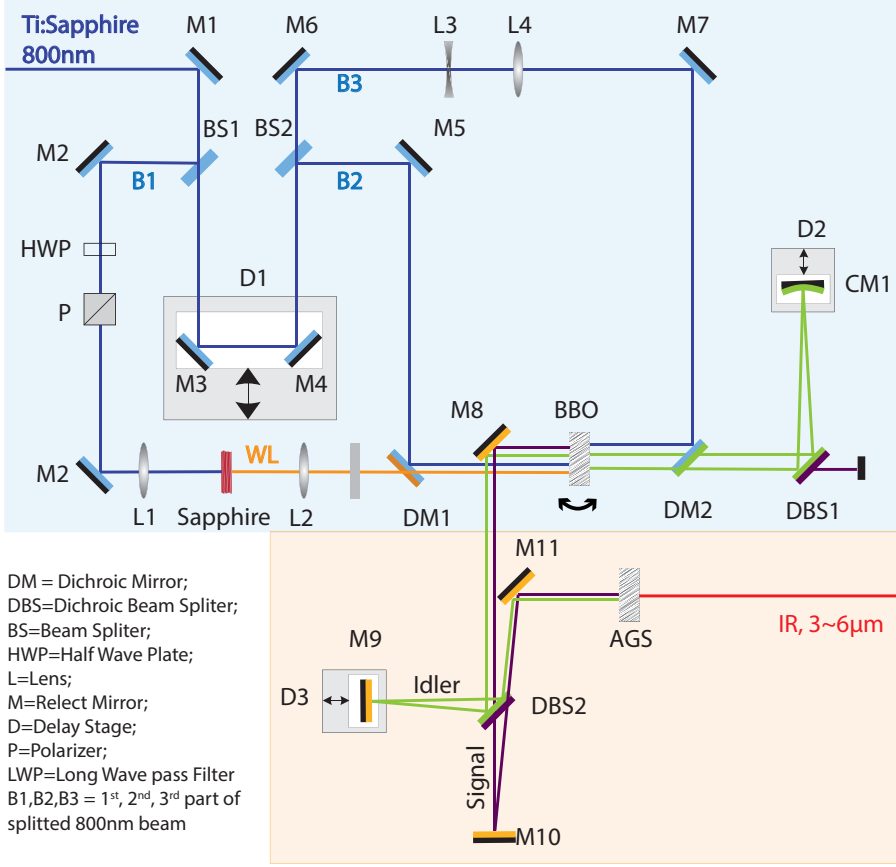 Ti:Sapphire
800nm
M1
M6
L3
L4
M7
B3
BS1
BS2
M5
M2
B1
B2
HWP
D1
D2
CM1
P
M3
M4
M8
BBO
WL
M2
L1
Sapphire
L2
DM1
DM2
DBS1
M11
AGS
IR, 3~6μm
M9
Idler
D3
DBS2
Signal
M10
DM = Dichroic Mirror;
DBS=Dichroic Beam Spliter;
BS=Beam Spliter;
HWP=Half Wave Plate;
L=Lens;
M=Relect Mirror;
D=Delay Stage;
P=Polarizer;
LWP=Long Wave pass Filter
B1,B2,B3 = 1st, 2nd, 3rd part of
splitted 800nm beam